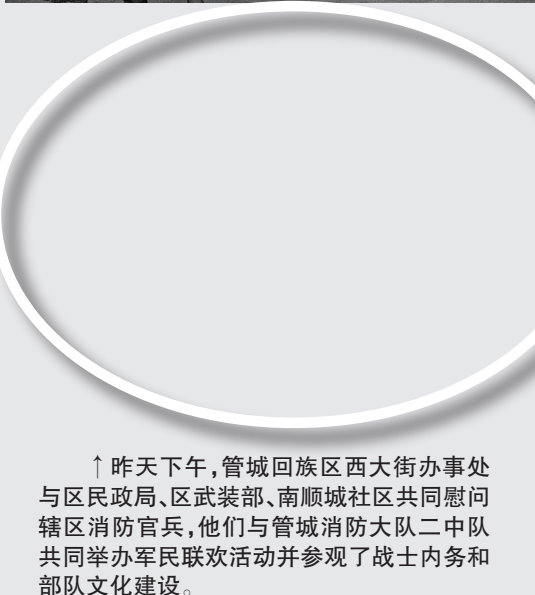 ↑昨天下午,管城回族区西大街办事处
与区民政局、区武装部、南顺城社区共同慰问
辖区消防官兵,他们与管城消防大队二中队
共同举办军民联欢活动并参观了战士内务和
部队文化建设。